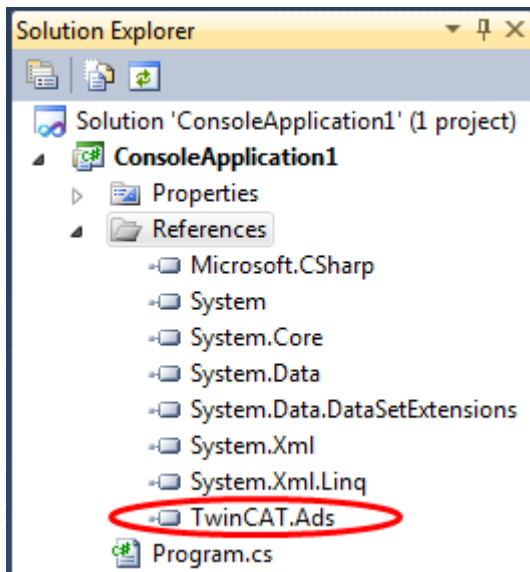 Solution Explorer
Solution 'ConsoleApplication1' (1 project)
C# ConsoleApplication1
Properties
References
Microsoft.CSharp
System
System.Core
System.Data
System.Data.DataSetExtensions
System.Xml
System.Xml.Linq
TwinCAT.Ads
C# Program.cs